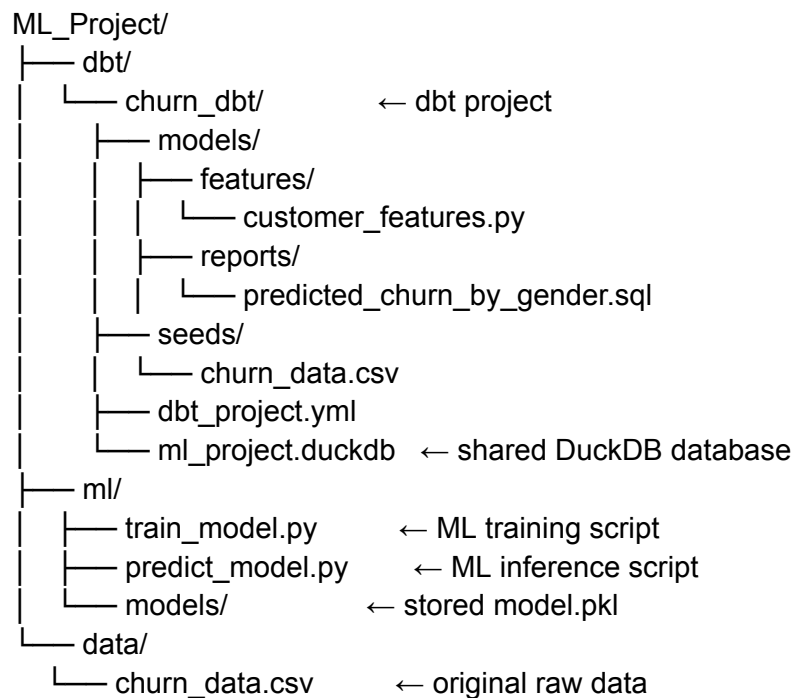 ML_Project/
├── dbt/
│   └── churn_dbt/ ← dbt project
│       ├── models/
│       │   ├── features/
│       │   │   └── customer_features.py
│       │   ├── reports/
│       │   │   └── predicted_churn_by_gender.sql
│       ├── seeds/
│       │   └── churn_data.csv
│       ├── dbt_project.yml
│       └── ml_project.duckdb ← shared DuckDB database
├── ml/
│   ├── train_model.py ← ML training script
│   ├── predict_model.py ← ML inference script
│   └── models/ ← stored model.pkl
└── data/
    └── churn_data.csv ← original raw data